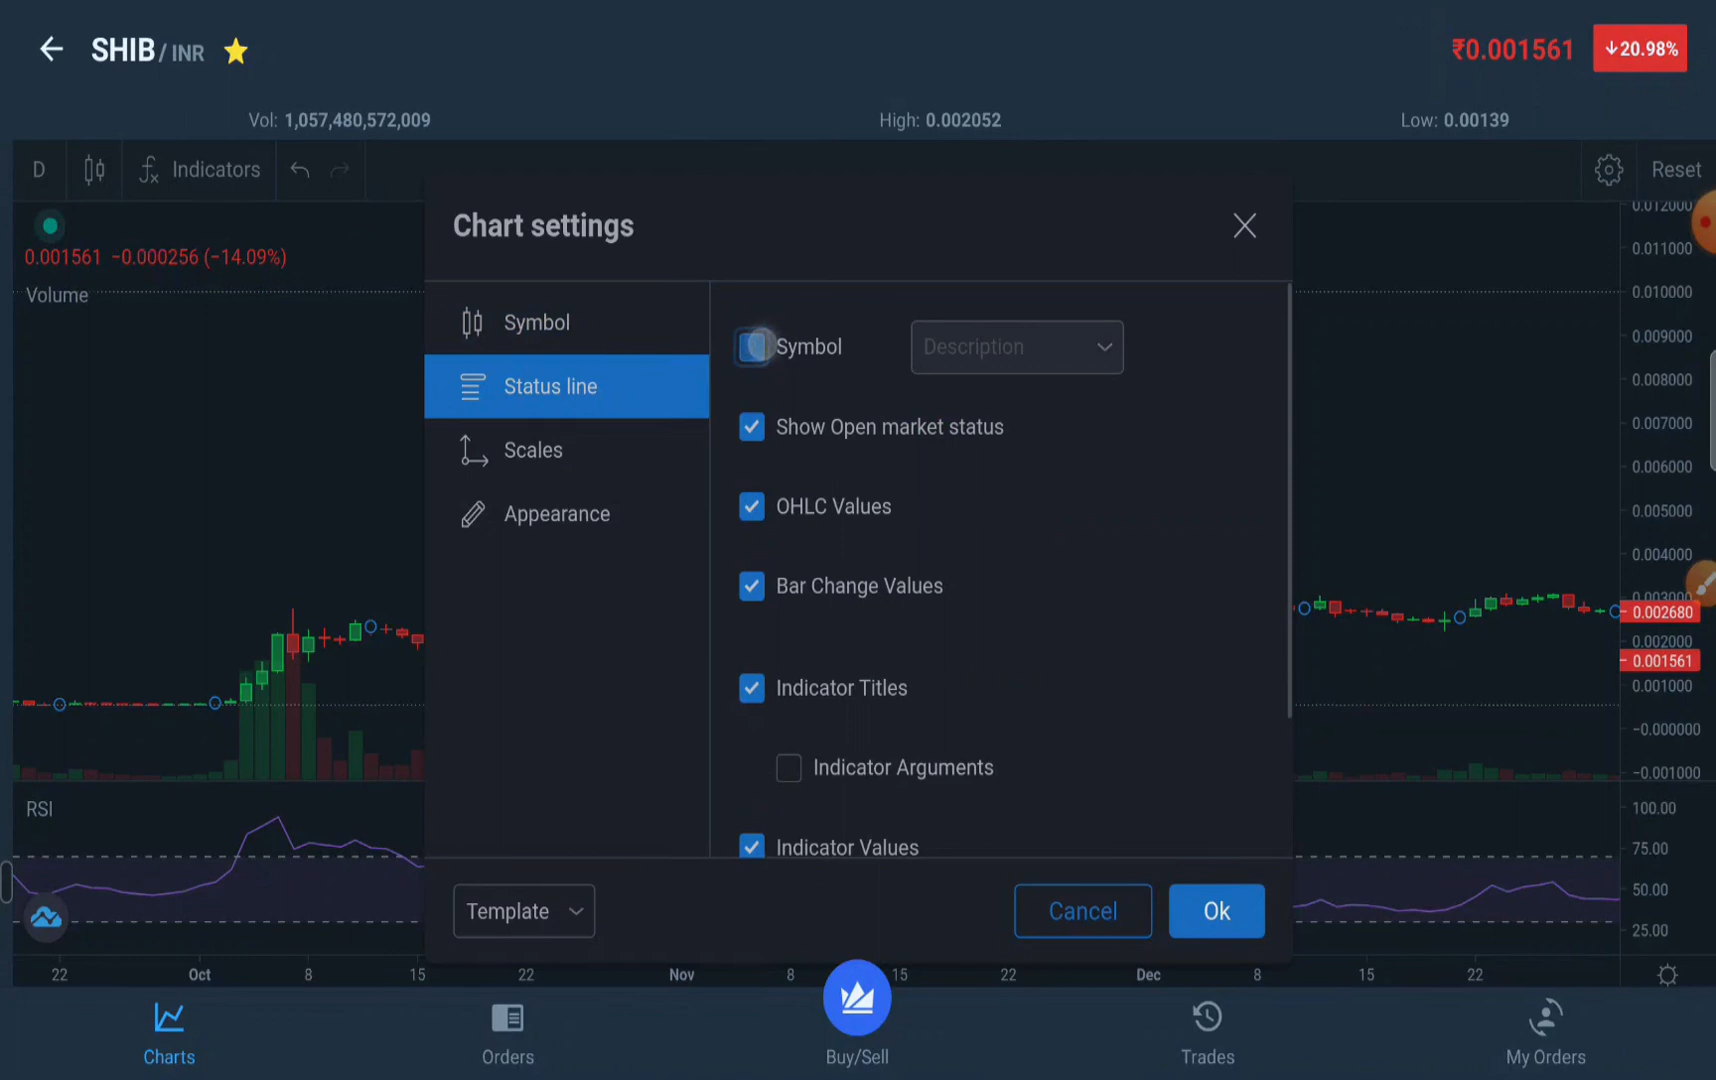 SHIB / INR
₹0.001561 ↓20.98%
Vol: 1,057,480,572,009 High: 0.002052 Low: 0.00139
D Indicators Reset
0.001561 −0.000256 (−14.09%)
Volume
Chart settings
Symbol
Status line
Scales
Appearance
Symbol Description
Show Open market status
OHLC Values
Bar Change Values
Indicator Titles
Indicator Arguments
Indicator Values
Template Cancel Ok
0.012000
0.011000
0.010000
0.009000
0.008000
0.007000
0.006000
0.005000
0.004000
0.003000
0.002680
0.002000
0.001561
0.001000
−0.000000
−0.001000
RSI
100.00
75.00
50.00
25.00
22 Oct 8 15 22 Nov 8 15 22 Dec 8 15 22
Charts Orders Buy/Sell Trades My Orders